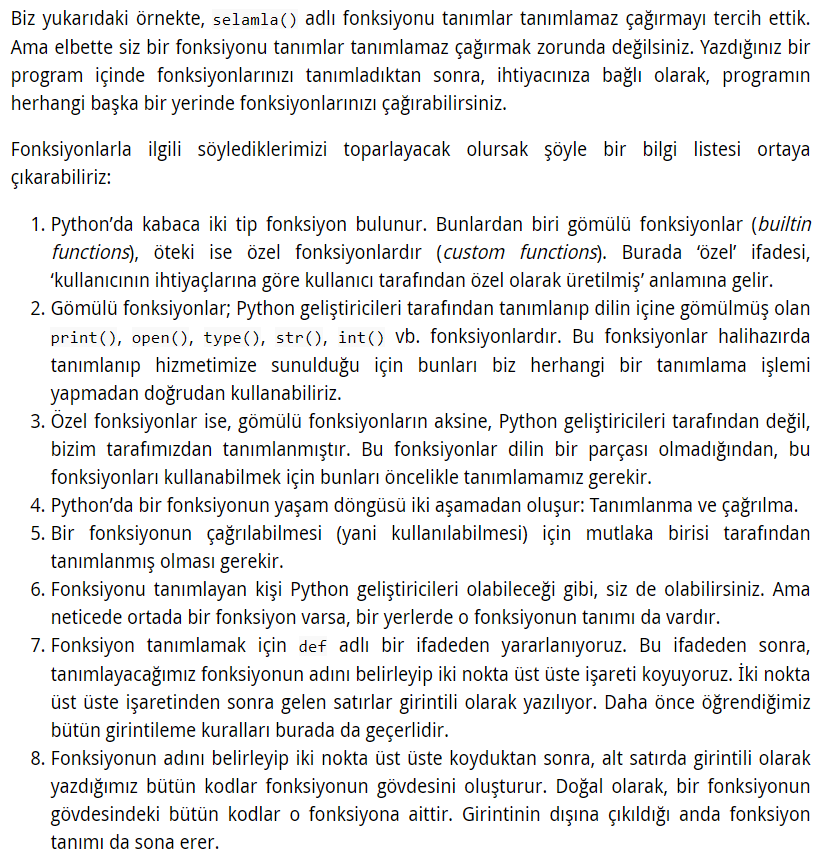 Biz yukarıdaki örnekte, selamla() adlı fonksiyonu tanımlar tanımlamaz çağırmayı tercih ettik.
Ama elbette siz bir fonksiyonu tanımlar tanımlamaz çağırmak zorunda değilsiniz. Yazdığınız bir
program içinde fonksiyonlarınızı tanımladıktan sonra, ihtiyacınıza bağlı olarak, programın
herhangi başka bir yerinde fonksiyonlarınızı çağırabilirsiniz.
Fonksiyonlarla ilgili söylediklerimizi toparlayacak olursak şöyle bir bilgi listesi ortaya
çıkarabiliriz:
1. Python’da kabaca iki tip fonksiyon bulunur. Bunlardan biri gömülü fonksiyonlar (builtin
functions), öteki ise özel fonksiyonlardır (custom functions). Burada ‘özel’ ifadesi,
‘kullanıcının ihtiyaçlarına göre kullanıcı tarafından özel olarak üretilmiş’ anlamına gelir.
2. Gömülü fonksiyonlar; Python geliştiricileri tarafından tanımlanıp dilin içine gömülmüş olan
print(), open(), type(), str(), int() vb. fonksiyonlardır. Bu fonksiyonlar halihazırda
tanımlanıp hizmetimize sunulduğu için bunları biz herhangi bir tanımlama işlemi
yapmadan doğrudan kullanabiliriz.
3. Özel fonksiyonlar ise, gömülü fonksiyonların aksine, Python geliştiricileri tarafından değil,
bizim tarafımızdan tanımlanmıştır. Bu fonksiyonlar dilin bir parçası olmadığından, bu
fonksiyonları kullanabilmek için bunları öncelikle tanımlamamız gerekir.
4. Python’da bir fonksiyonun yaşam döngüsü iki aşamadan oluşur: Tanımlanma ve çağrılma.
5. Bir fonksiyonun çağrılabilmesi (yani kullanılabilmesi) için mutlaka birisi tarafından
tanımlanmış olması gerekir.
6. Fonksiyonu tanımlayan kişi Python geliştiricileri olabileceği gibi, siz de olabilirsiniz. Ama
neticede ortada bir fonksiyon varsa, bir yerlerde o fonksiyonun tanımı da vardır.
7. Fonksiyon tanımlamak için def adlı bir ifadeden yararlanıyoruz. Bu ifadeden sonra,
tanımlayacağımız fonksiyonun adını belirleyip iki nokta üst üste işareti koyuyoruz. İki nokta
üst üste işaretinden sonra gelen satırlar girintili olarak yazılıyor. Daha önce öğrendiğimiz
bütün girintileme kuralları burada da geçerlidir.
8. Fonksiyonun adını belirleyip iki nokta üst üste koyduktan sonra, alt satırda girintili olarak
yazdığımız bütün kodlar fonksiyonun gövdesini oluşturur. Doğal olarak, bir fonksiyonun
gövdesindeki bütün kodlar o fonksiyona aittir. Girintinin dışına çıkıldığı anda fonksiyon
tanımı da sona erer.